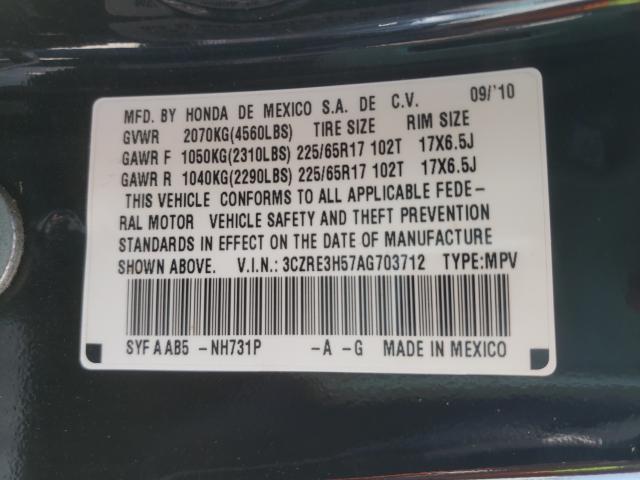 MFD. BY HONDA DE MEXICO S.A. DE C.V. 09/'10
GVWR 2070KG(4560LBS) TIRE SIZE RIM SIZE
GAWR F 1050KG(2310LBS) 225/65R17 102T 17X6.5J
GAWR R 1040KG(2290LBS) 225/65R17 102T 17X6.5J
THIS VEHICLE CONFORMS TO ALL APPLICABLE FEDE-
RAL MOTOR VEHICLE SAFETY AND THEFT PREVENTION
STANDARDS IN EFFECT ON THE DATE OF MANUFACTURE
SHOWN ABOVE. V.I.N.: 3CZRE3H57AG703712 TYPE:MPV
SYF A AB5 -NH731P -A -G MADE IN MEXICO